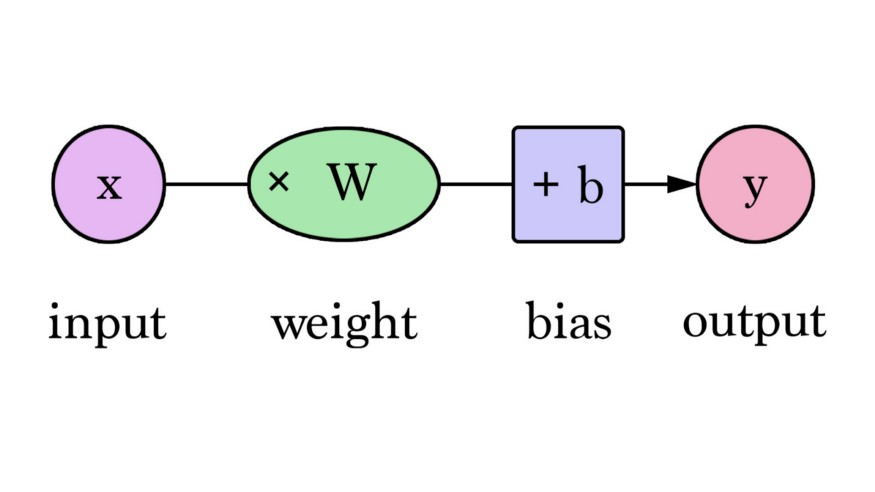 x × W + b y
input weight bias output